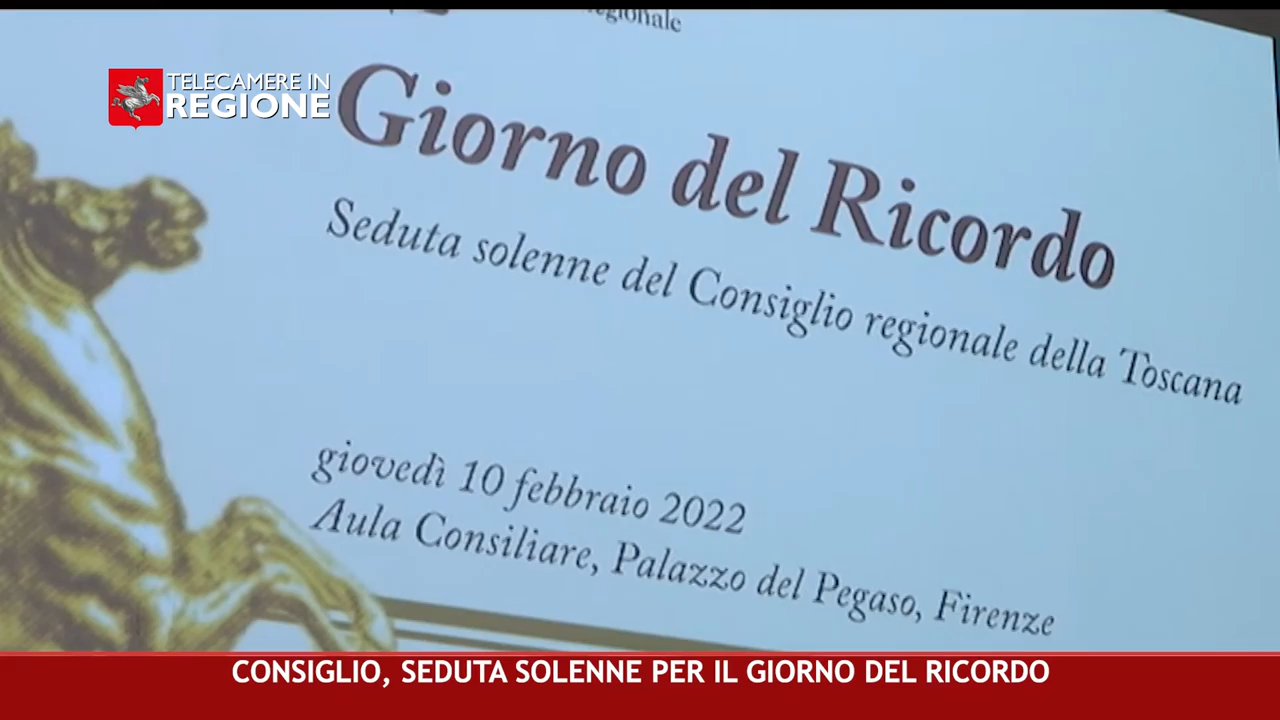 regionale
TELECAMERE IN
REGIONE
Giorno del Ricordo
Seduta solenne del Consiglio regionale della Toscana
giovedì 10 febbraio 2022
Aula Consiliare, Palazzo del Pegaso, Firenze
CONSIGLIO, SEDUTA SOLENNE PER IL GIORNO DEL RICORDO